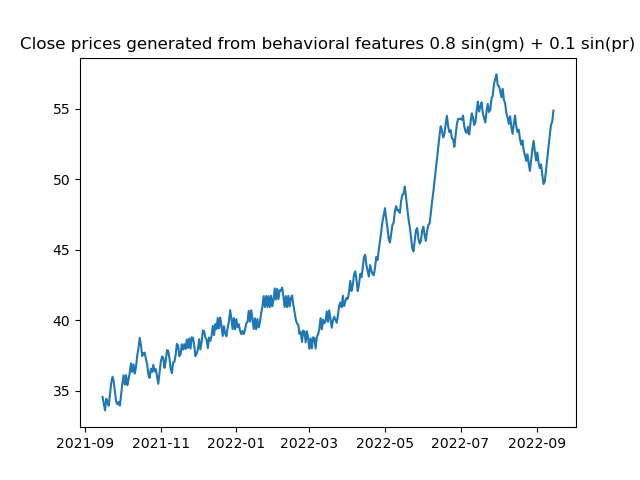 Close prices generated from behavioral features 0.8 sin(gm) + 0.1 sin(pr)
55
50
45
40
35
2021-09 2021-11 2022-01 2022-03 2022-05 2022-07 2022-09